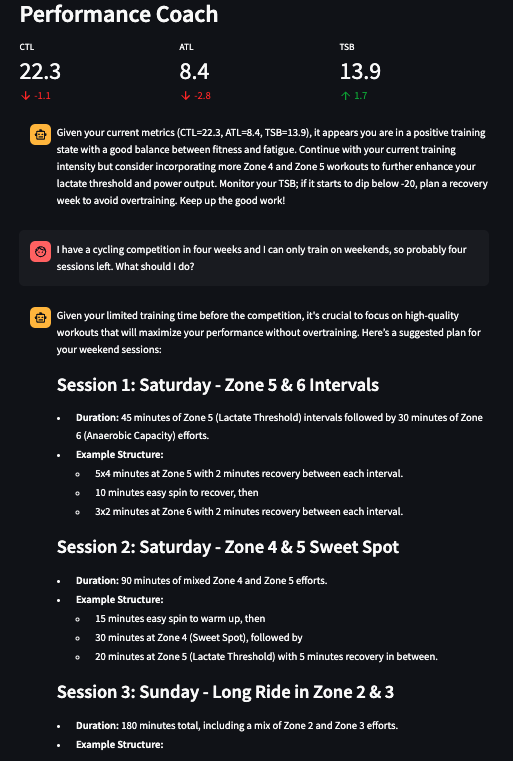 Performance Coach
CTL
ATL
TSB
22.3
8.4
13.9
↓ -1.1
↓ -2.8
↑ 1.7
Given your current metrics (CTL=22.3, ATL=8.4, TSB=13.9), it appears you are in a positive training
state with a good balance between fitness and fatigue. Continue with your current training
intensity but consider incorporating more Zone 4 and Zone 5 workouts to further enhance your
lactate threshold and power output. Monitor your TSB; if it starts to dip below -20, plan a recovery
week to avoid overtraining. Keep up the good work!
I have a cycling competition in four weeks and I can only train on weekends, so probably four
sessions left. What should I do?
Given your limited training time before the competition, it's crucial to focus on high-quality
workouts that will maximize your performance without overtraining. Here's a suggested plan for
your weekend sessions:
Session 1: Saturday - Zone 5 & 6 Intervals
• Duration: 45 minutes of Zone 5 (Lactate Threshold) intervals followed by 30 minutes of Zone
6 (Anaerobic Capacity) efforts.
• Example Structure:
◦ 5x4 minutes at Zone 5 with 2 minutes recovery between each interval.
◦ 10 minutes easy spin to recover, then
◦ 3x2 minutes at Zone 6 with 2 minutes recovery between each interval.
Session 2: Saturday - Zone 4 & 5 Sweet Spot
• Duration: 90 minutes of mixed Zone 4 and Zone 5 efforts.
• Example Structure:
◦ 15 minutes easy spin to warm up, then
◦ 30 minutes at Zone 4 (Sweet Spot), followed by
◦ 20 minutes at Zone 5 (Lactate Threshold) with 5 minutes recovery in between.
Session 3: Sunday - Long Ride in Zone 2 & 3
• Duration: 180 minutes total, including a mix of Zone 2 and Zone 3 efforts.
• Example Structure: